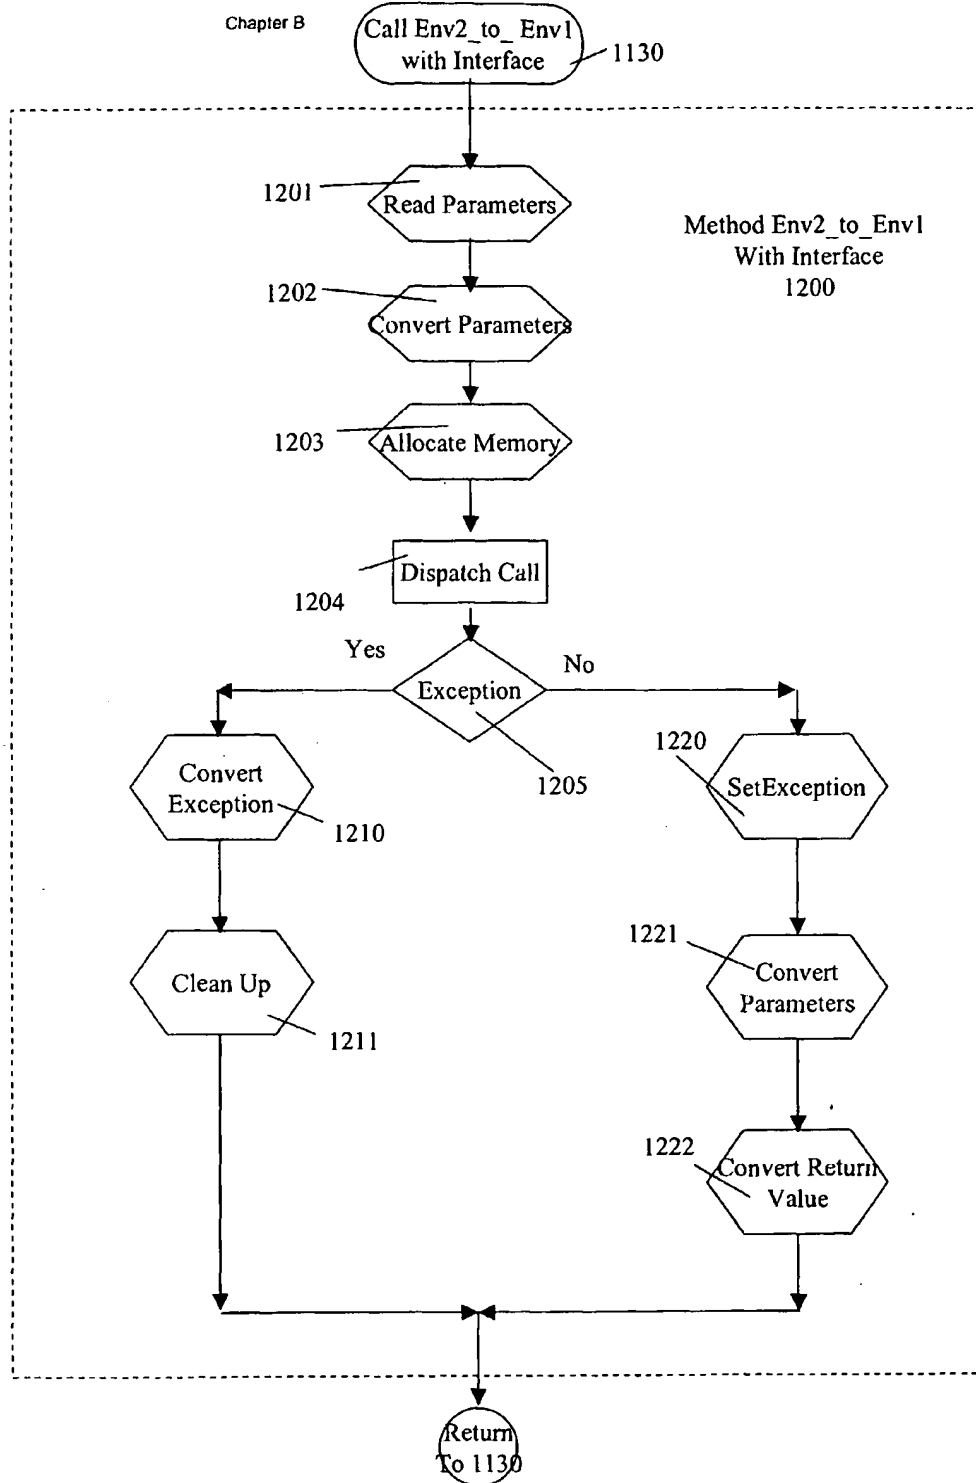 Chapter B
Call Env2_to_ Env1
with Interface
1130
1201
Read Parameters
Method Env2_to_Env1
With Interface
1200
1202
Convert Parameters
1203
Allocate Memory
Dispatch Call
1204
Yes
No
Exception
1205
1220
Convert
Exception
1210
SetException
1221
Convert
Parameters
Clean Up
1211
1222
Convert Return
Value
Return
To 1130